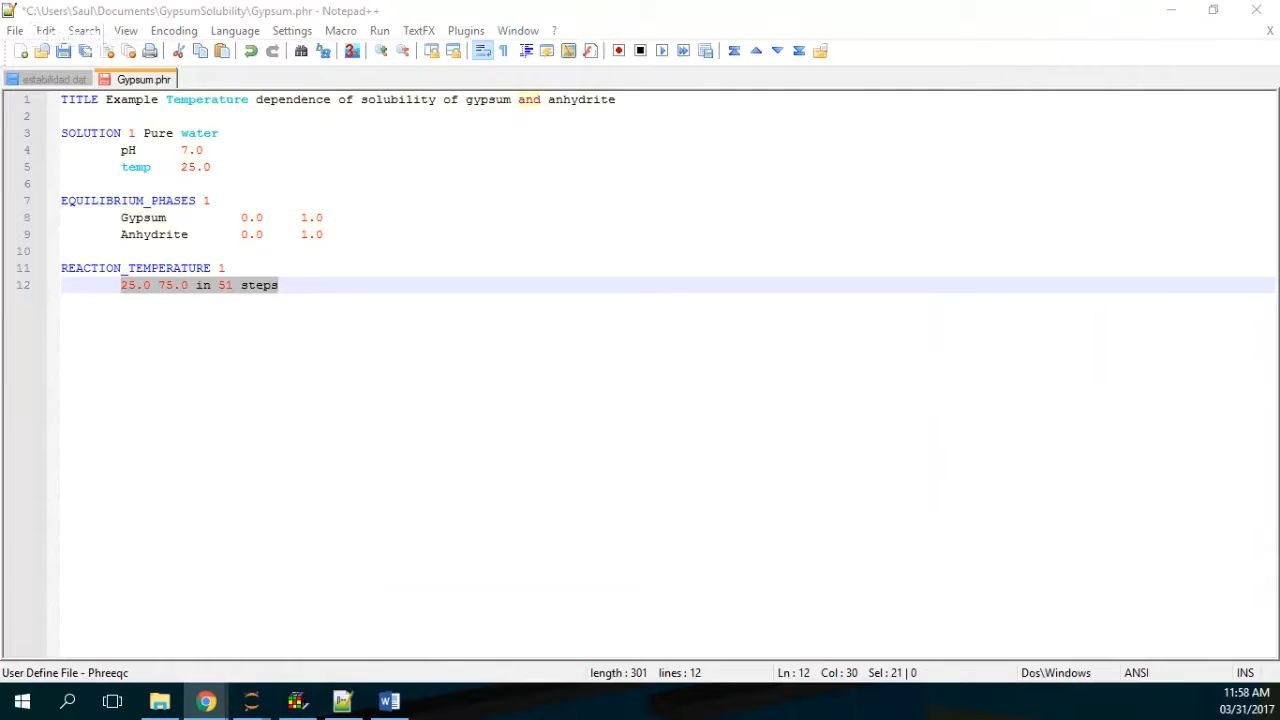 *C:\Users\Saul\Documents\GypsumSolubility\Gypsum.phr - Notepad++
File Edit Search View Encoding Language Settings Macro Run TextFX Plugins Window ? X
estabilidad.dat Gypsum.phr
1 TITLE Example Temperature dependence of solubility of gypsum and anhydrite
2
3 SOLUTION 1 Pure water
4 pH 7.0
5 temp 25.0
6
7 EQUILIBRIUM_PHASES 1
8 Gypsum 0.0 1.0
9 Anhydrite 0.0 1.0
10
11 REACTION_TEMPERATURE 1
12 25.0 75.0 in 51 steps
User Define File - Phreeqc length : 301 lines : 12 Ln : 12 Col : 30 Sel : 21 | 0 Dos\Windows ANSI INS
11:58 AM
03/31/2017